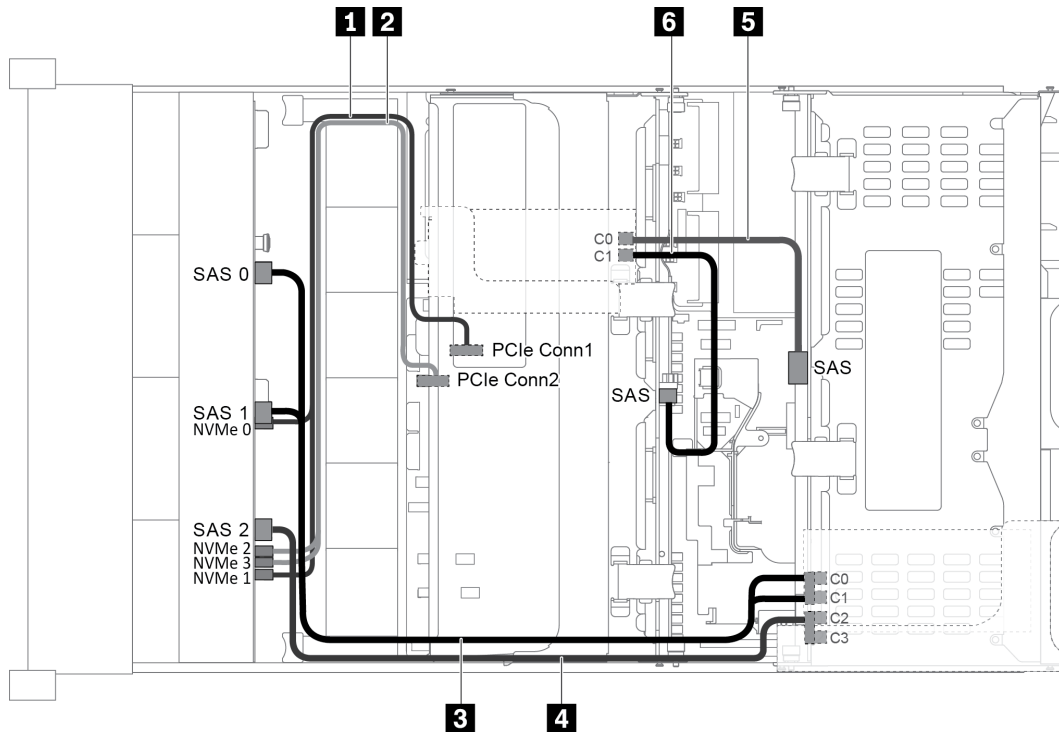 1 2 6 5
C0
C1
SAS 0
PCIe Conn1
SAS
PCIe Conn2
SAS
SAS 1
NVMe 0
SAS 2
NVMe 2
NVMe 3
NVMe 1
C0
C1
C2
C3
3 4